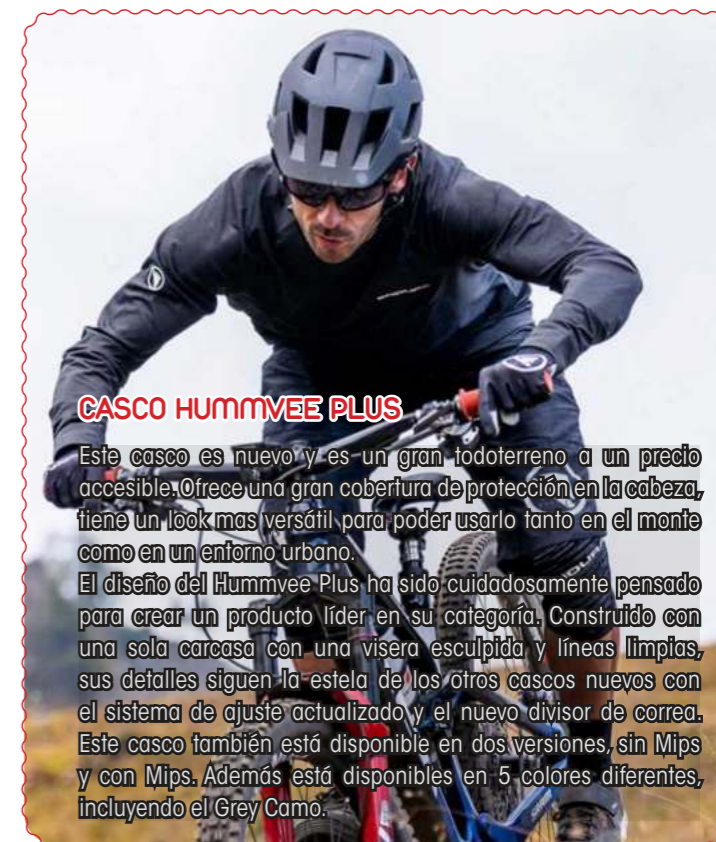 CASCO HUMMVEE PLUS
Este casco es nuevo y es un gran todoterreno a un precio
accesible. Ofrece una gran cobertura de protección en la cabeza,
tiene un look mas versátil para poder usarlo tanto en el monte
como en un entorno urbano.
El diseño del Hummvee Plus ha sido cuidadosamente pensado
para crear un producto líder en su categoría. Construido con
una sola carcasa con una visera esculpida y líneas limpias,
sus detalles siguen la estela de los otros cascos nuevos con
el sistema de ajuste actualizado y el nuevo divisor de correa.
Este casco también está disponible en dos versiones, sin Mips
y con Mips. Además está disponibles en 5 colores diferentes,
incluyendo el Grey Camo.